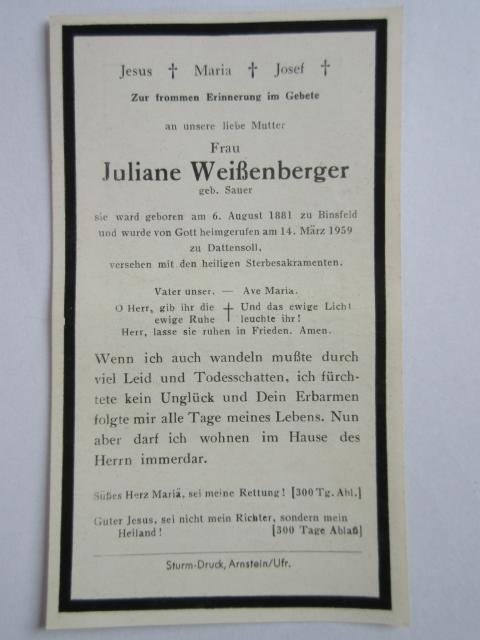 Jesus † Maria † Josef †
Zur frommen Erinnerung im Gebete
an unsere liebe Mutter
Frau
Juliane Weißenberger
geb. Sauer
sie ward geboren am 6. August 1881 zu Binsfeld
und wurde von Gott heimgerufen am 14. März 1959
zu Dattensoll,
versehen mit den heiligen Sterbesakramenten.
Vater unser. — Ave Maria.
O Herr, gib ihr die † Und das ewige Licht
ewige Ruhe leuchte ihr!
Herr, lasse sie ruhen in Frieden. Amen.
Wenn ich auch wandeln mußte durch
viel Leid und Todesschatten, ich fürch-
tete kein Unglück und Dein Erbarmen
folgte mir alle Tage meines Lebens. Nun
aber darf ich wohnen im Hause des
Herrn immerdar.
Süßes Herz Mariä, sei meine Rettung! [300 Tg. Abl.]
Guter Jesus, sei nicht mein Richter, sondern mein
Heiland! [300 Tage Ablaß]
Sturm-Druck, Arnstein/Ufr.